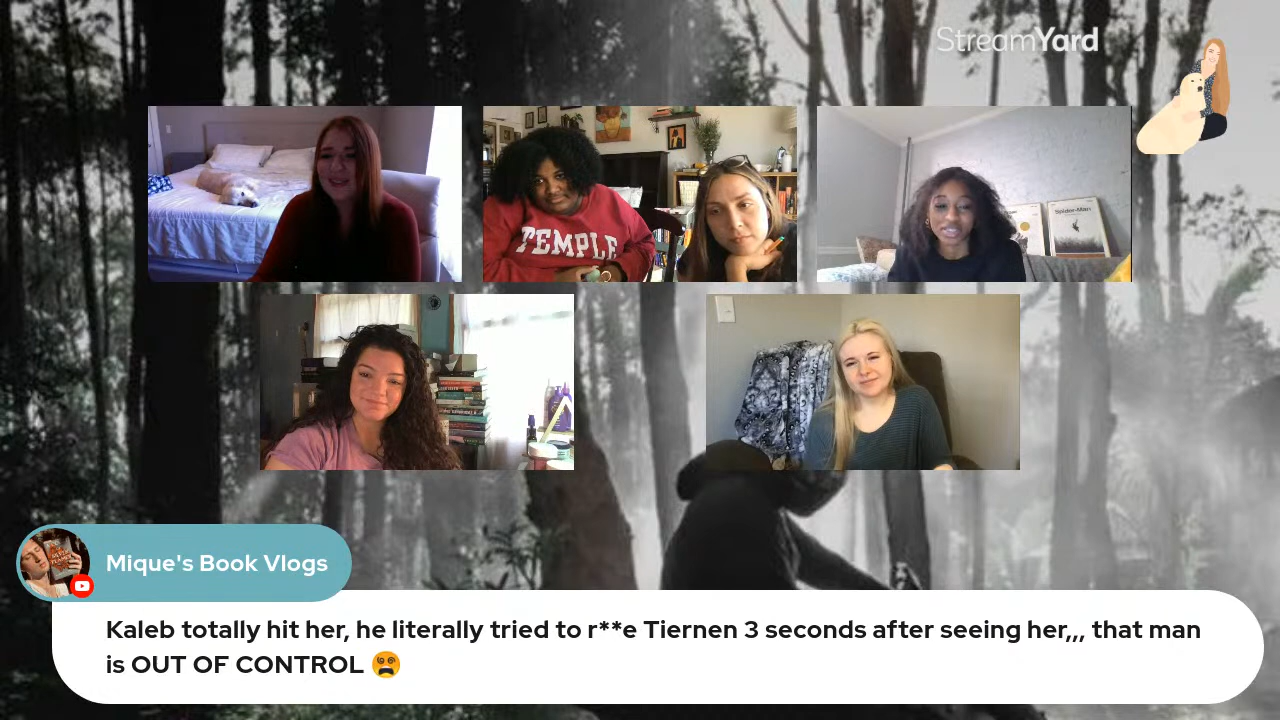 StreamYard
TEMPLE
Spider-Man
Mique's Book Vlogs
Kaleb totally hit her, he literally tried to r**e Tiernen 3 seconds after seeing her,,, that man
is OUT OF CONTROL 😵